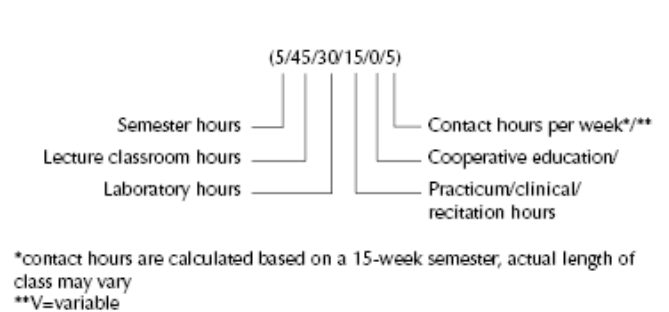 (5/45/30/15/0/5)
Semester hours
Contact hours per week*/**
Lecture classroom hours
Cooperative education/
Laboratory hours
Practicum/clinical/
recitation hours
*contact hours are calculated based on a 15-week semester, actual length of
class may vary
**V=variable